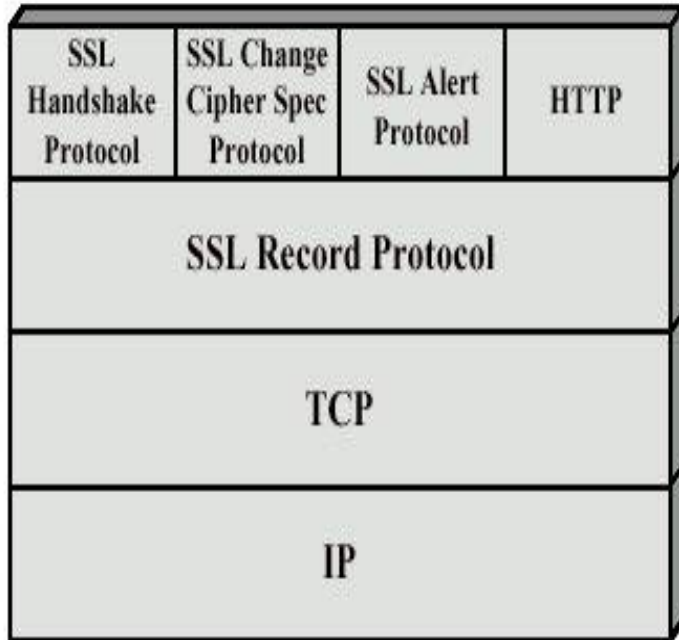 SSL
Handshake
Protocol
SSL Change
Cipher Spec
Protocol
SSL Alert
Protocol
HTTP
SSL Record Protocol
TCP
IP